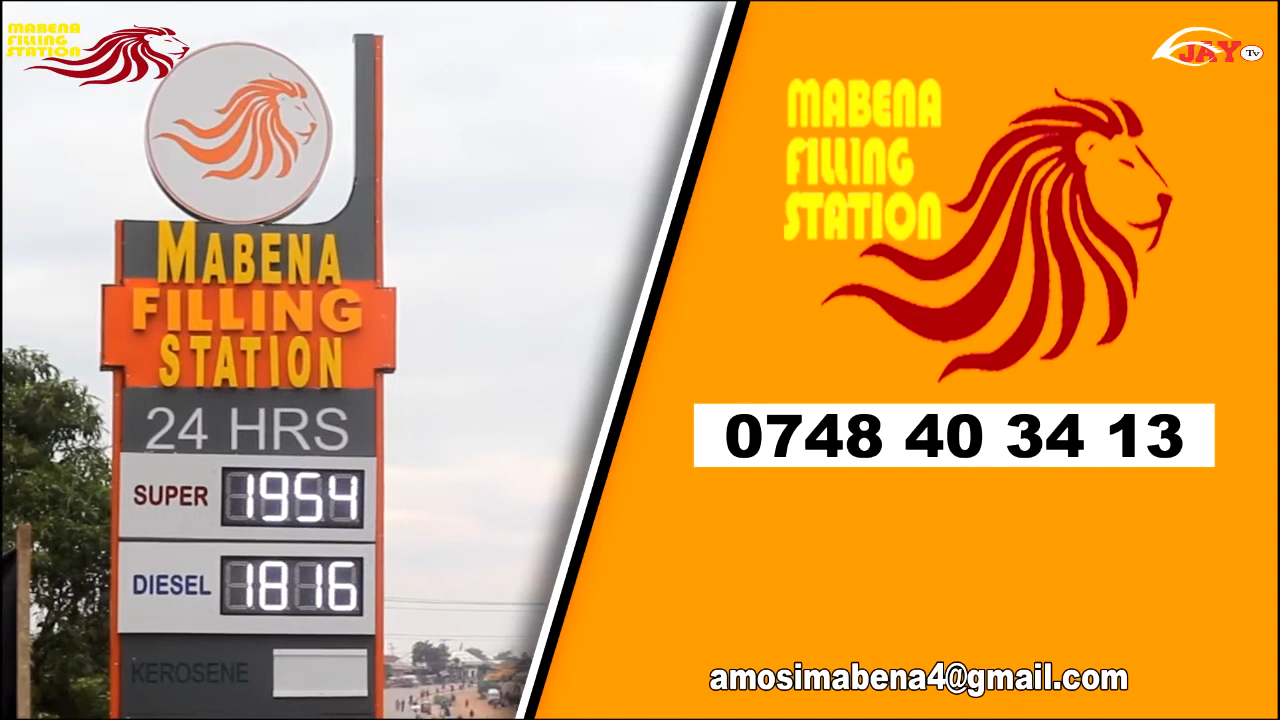 MABENA
FILLING
STATION
MABENA
FILLING
STATION
24 HRS
SUPER 1954
DIESEL 1816
KEROSENE
JAY Tv
MABENA
FILLING
STATION
0748 40 34 13
amosimabena4@gmail.com